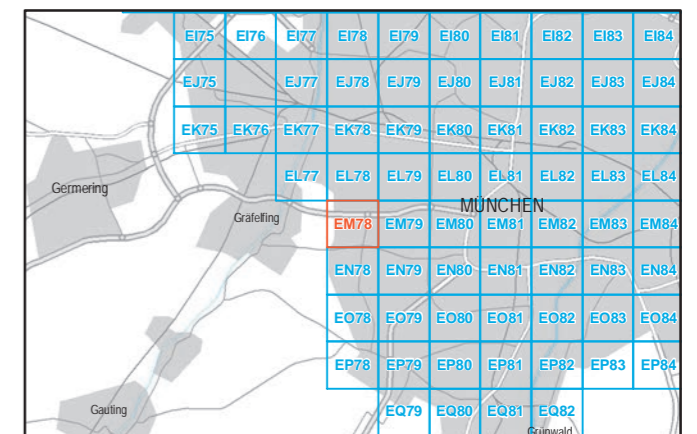 EI75 EI76 EI77 EI78 EI79 EI80 EI81 EI82 EI83 EI84
EJ75 EJ77 EJ78 EJ79 EJ80 EJ81 EJ82 EJ83 EJ84
EK75 EK76 EK77 EK78 EK79 EK80 EK81 EK82 EK83 EK84
EL77 EL78 EL79 EL80 EL81 EL82 EL83 EL84
Germering
MÜNCHEN
Gräfelfing
EM78 EM79 EM80 EM81 EM82 EM83 EM84
EN78 EN79 EN80 EN81 EN82 EN83 EN84
EO78 EO79 EO80 EO81 EO82 EO83 EO84
EP78 EP79 EP80 EP81 EP82 EP83 EP84
Gauting
EQ79 EQ80 EQ81 EQ82
Grünwald